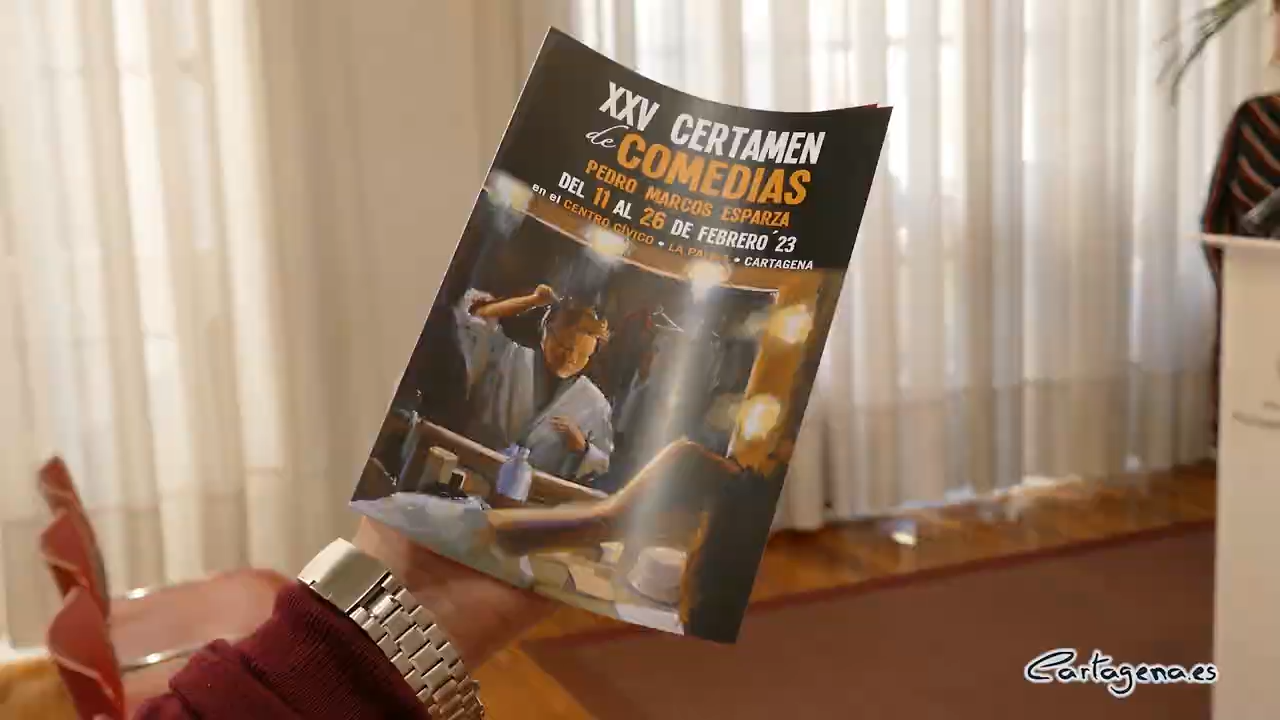 XXV CERTAMEN
de COMEDIAS
PEDRO MARCOS ESPARZA
DEL 11 AL 26 DE FEBRERO´23
en el CENTRO CÍVICO • LA • CARTAGENA
Cartagena.es